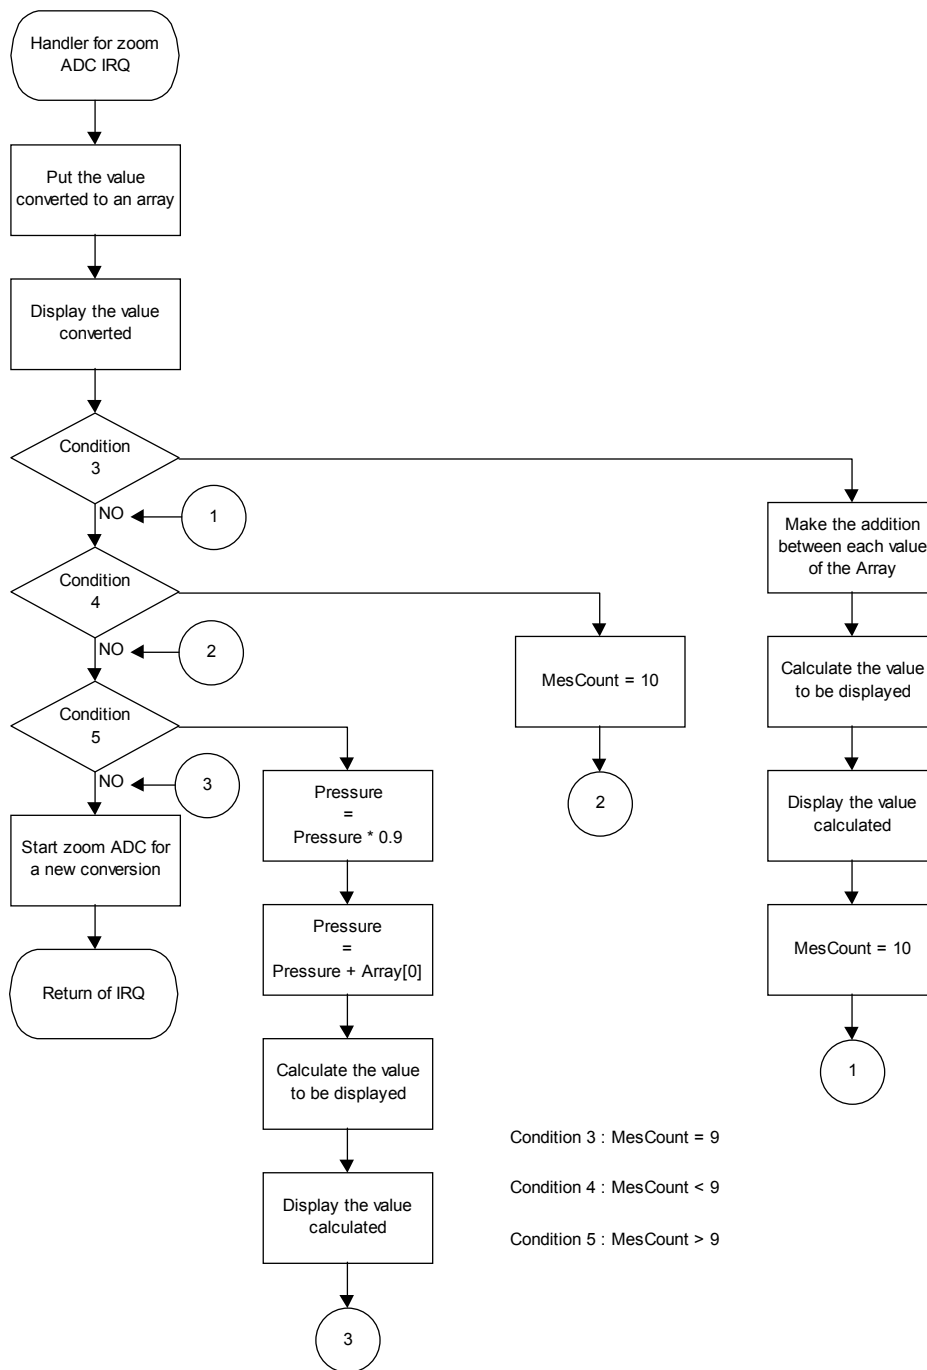 Handler for zoom
ADC IRQ
Put the value
converted to an array
Display the value
converted
Condition
3
NO
1
Condition
4
NO
2
Condition
5
NO
3
Start zoom ADC for
a new conversion
Return of IRQ
Pressure
=
Pressure * 0.9
Pressure
=
Pressure + Array[0]
Calculate the value
to be displayed
Display the value
calculated
3
MesCount = 10
2
Make the addition
between each value
of the Array
Calculate the value
to be displayed
Display the value
calculated
MesCount = 10
1
Condition 3 : MesCount = 9
Condition 4 : MesCount < 9
Condition 5 : MesCount > 9